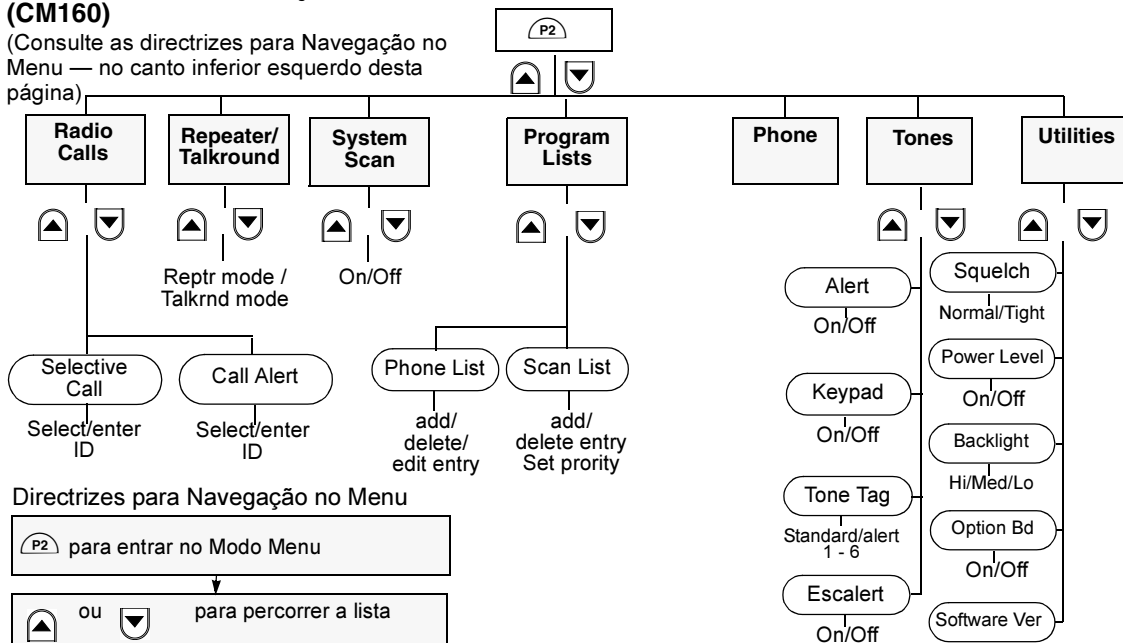 (CM160)
(Consulte as directrizes para Navegação no
Menu — no canto inferior esquerdo desta
página)
P2
Radio
Calls
Repeater/
Talkround
System
Scan
Program
Lists
Phone
Tones
Utilities
Reptr mode /
Talkrnd mode
On/Off
Selective
Call
Select/enter
ID
Call Alert
Select/enter
ID
Phone List
add/
delete/
edit entry
Scan List
add/
delete entry
Set prority
Alert
On/Off
Keypad
On/Off
Tone Tag
Standard/alert
1 - 6
Escalert
On/Off
Squelch
Normal/Tight
Power Level
On/Off
Backlight
Hi/Med/Lo
Option Bd
On/Off
Software Ver
Directrizes para Navegação no Menu
P2 para entrar no Modo Menu
ou para percorrer a lista